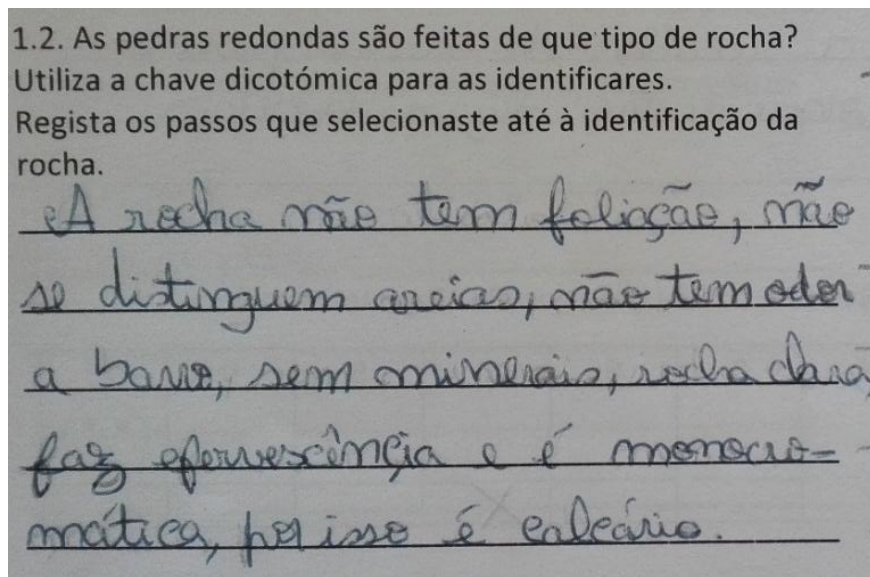 1.2. As pedras redondas são feitas de que tipo de rocha?
Utiliza a chave dicotómica para as identificares.
Regista os passos que selecionaste até à identificação da
rocha.
A rocha não tem foliação, não
se distinguem areias, não tem odor
a barro, sem minerais, rocha clara,
faz efervescência e é monocro-
mática, por isso é calcário.